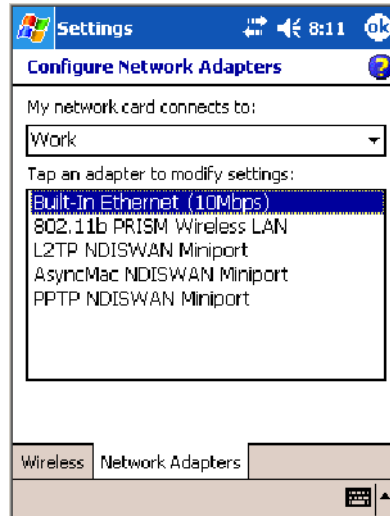 Settings 8:11 ok
Configure Network Adapters ?
My network card connects to:
Work
Tap an adapter to modify settings:
Built-In Ethernet (10Mbps)
802.11b PRISM Wireless LAN
L2TP NDISWAN Miniport
AsyncMac NDISWAN Miniport
PPTP NDISWAN Miniport
Wireless Network Adapters